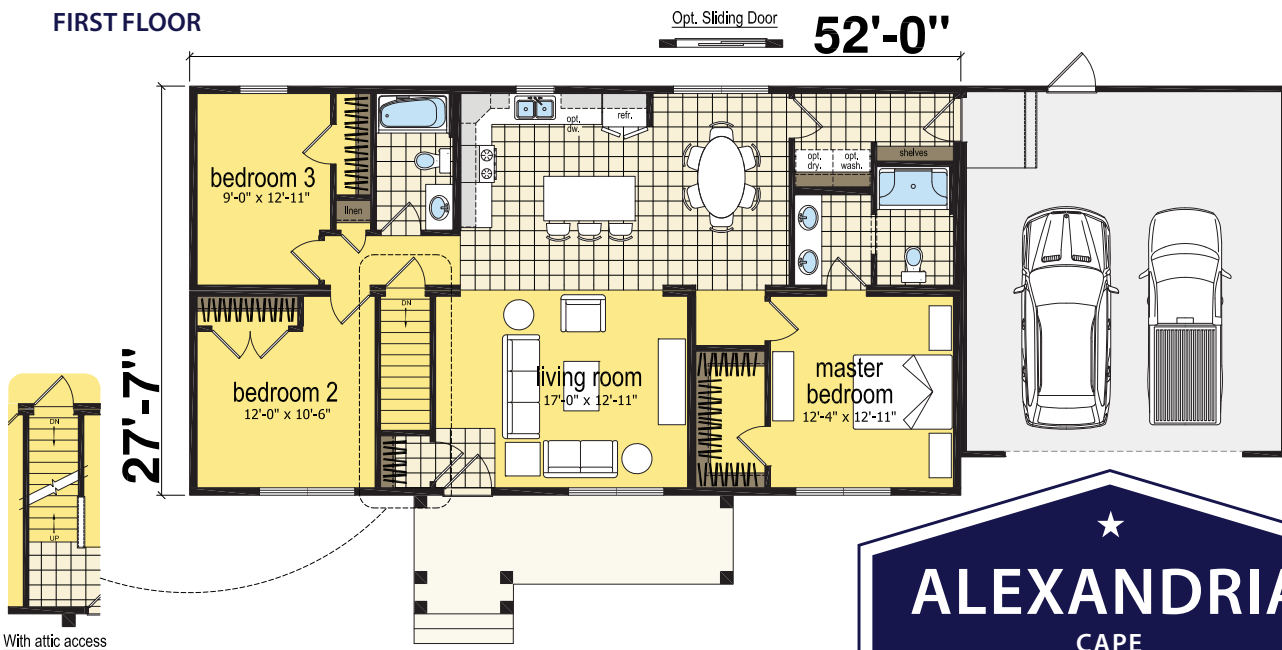 FIRST FLOOR
Opt. Sliding Door
52'-0"
27'-7"
bedroom 3
9'-0" x 12'-11"
linen
opt.
dw.
refr.
opt.
dry.
opt.
wash.
shelves
DN
bedroom 2
12'-0" x 10'-6"
living room
17'-0" x 12'-11"
master
bedroom
12'-4" x 12'-11"
DN
UP
With attic access
ALEXANDRIA
CAPE